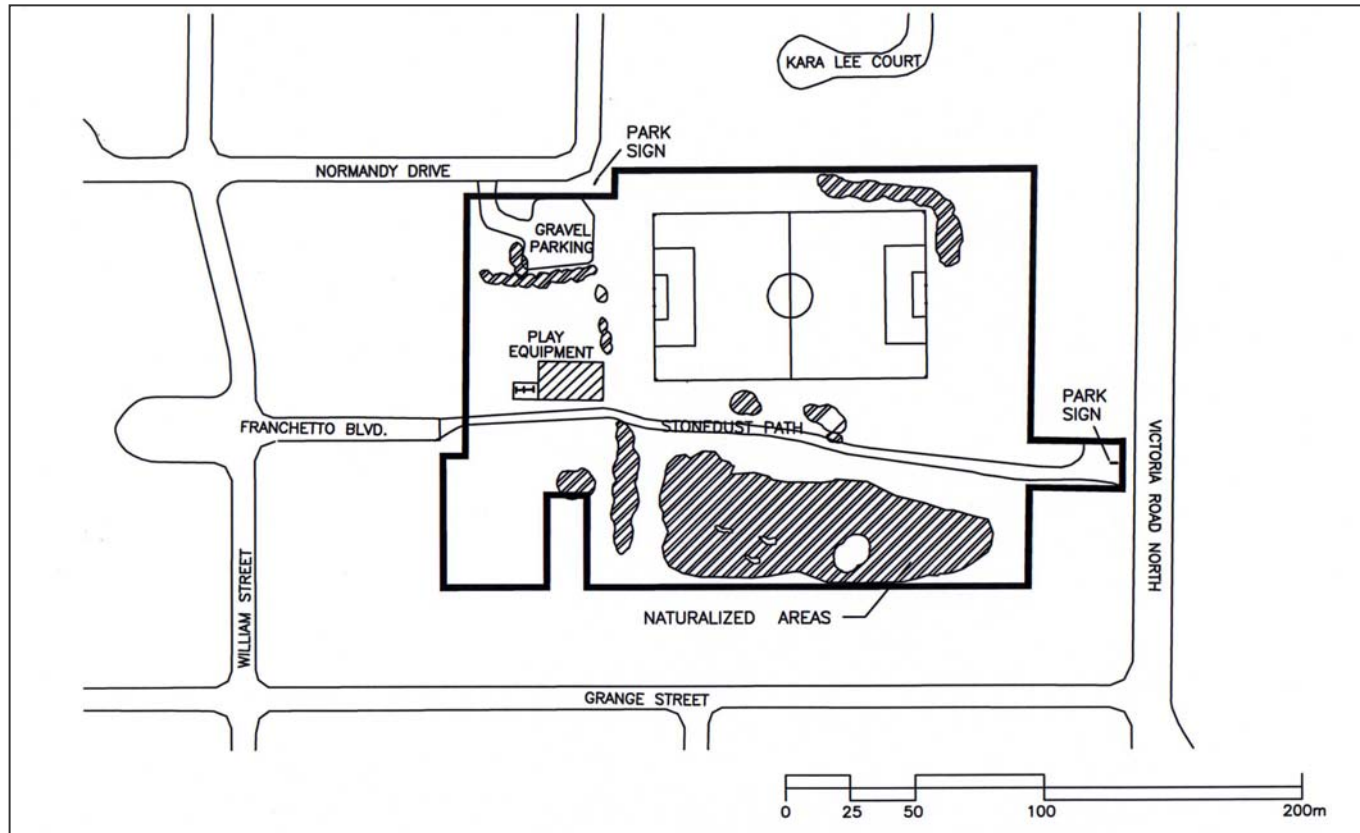 KARA LEE COURT
PARK
SIGN
NORMANDY DRIVE
GRAVEL
PARKING
PLAY
EQUIPMENT
PARK
SIGN
FRANCHETTO BLVD.
STONEDUST PATH
VICTORIA ROAD NORTH
WILLIAM STREET
NATURALIZED AREAS
GRANGE STREET
0 25 50 100 200m